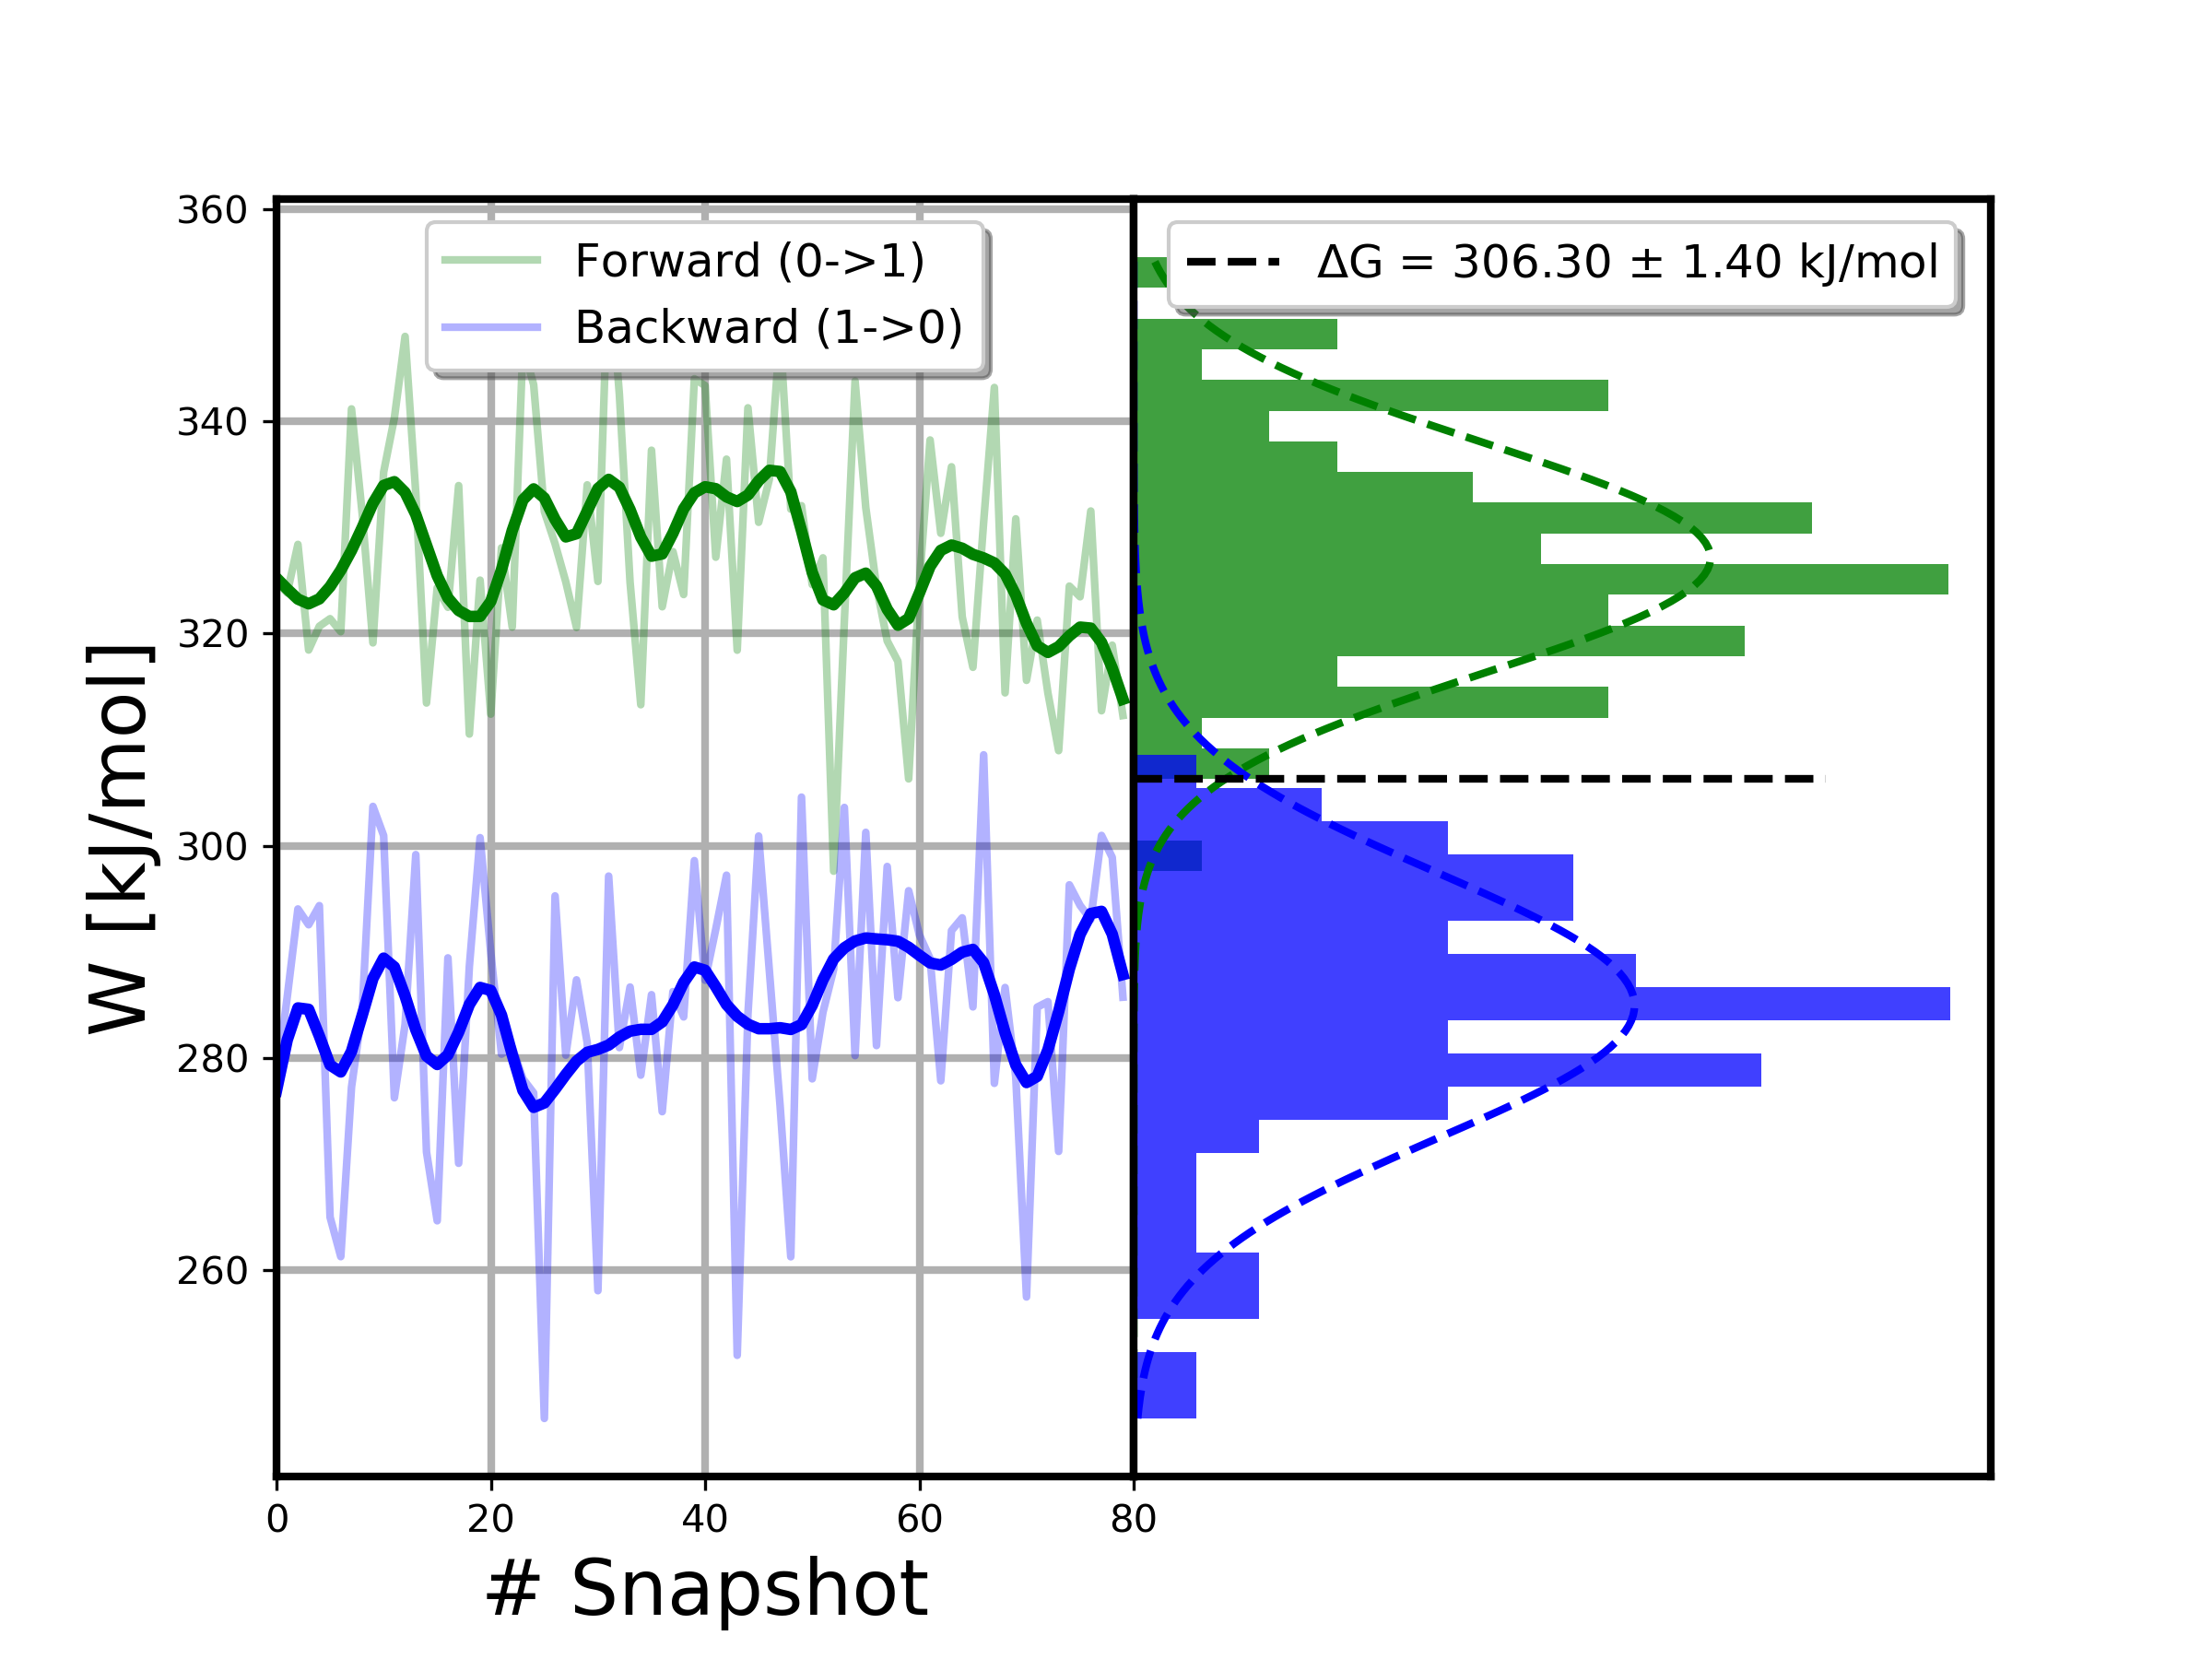 Forward (0->1)
Backward (1->0)
ΔG = 306.30 ± 1.40 kJ/mol
W [kJ/mol]
360
340
320
300
280
260
0 20 40 60 80
# Snapshot